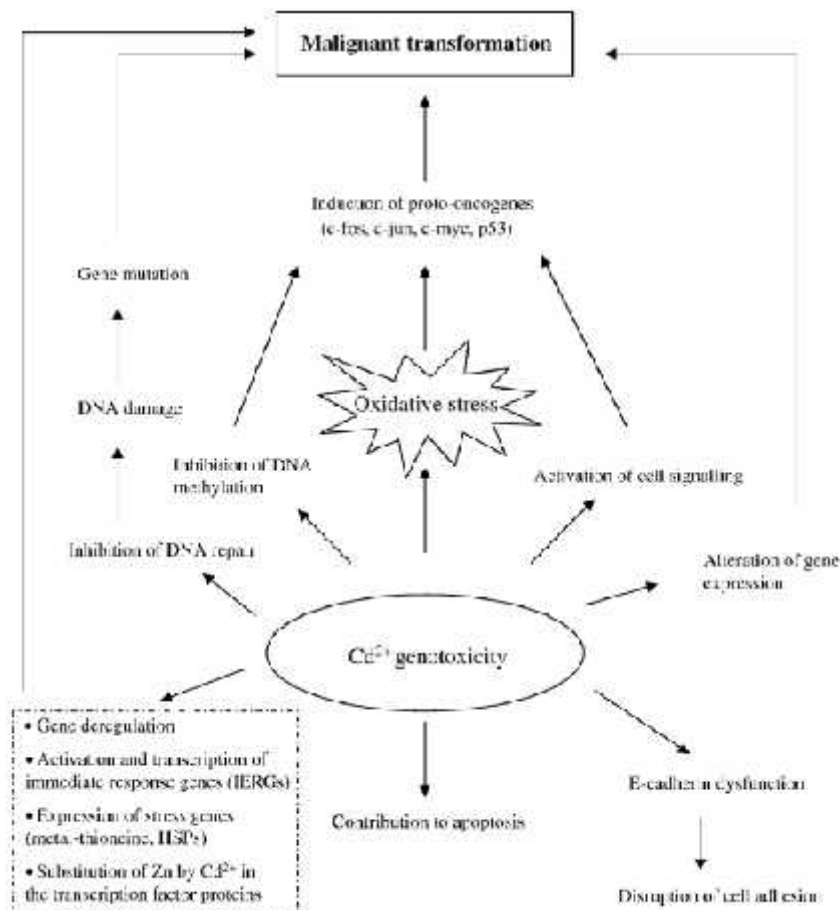 Malignant transformation
Induction of proto-oncogenes
(c-fos, c-jun, c-myc, p53)
Gene mutation
Oxidative stress
DNA damage
Inhibition of DNA
methylation
Activation of cell signalling
Inhibition of DNA repair
Alteration of gene
expression
Cd²⁺ genotoxicity
• Gene deregulation
• Activation and transcription of
immediate response genes (IERGs)
• Expression of stress genes
(metal-thioneine, HSPs)
• Substitution of Zn by Cd²⁺ in
the transcription factor proteins
Contribution to apoptosis
E-cadherin dysfunction
Disruption of cell adhesion